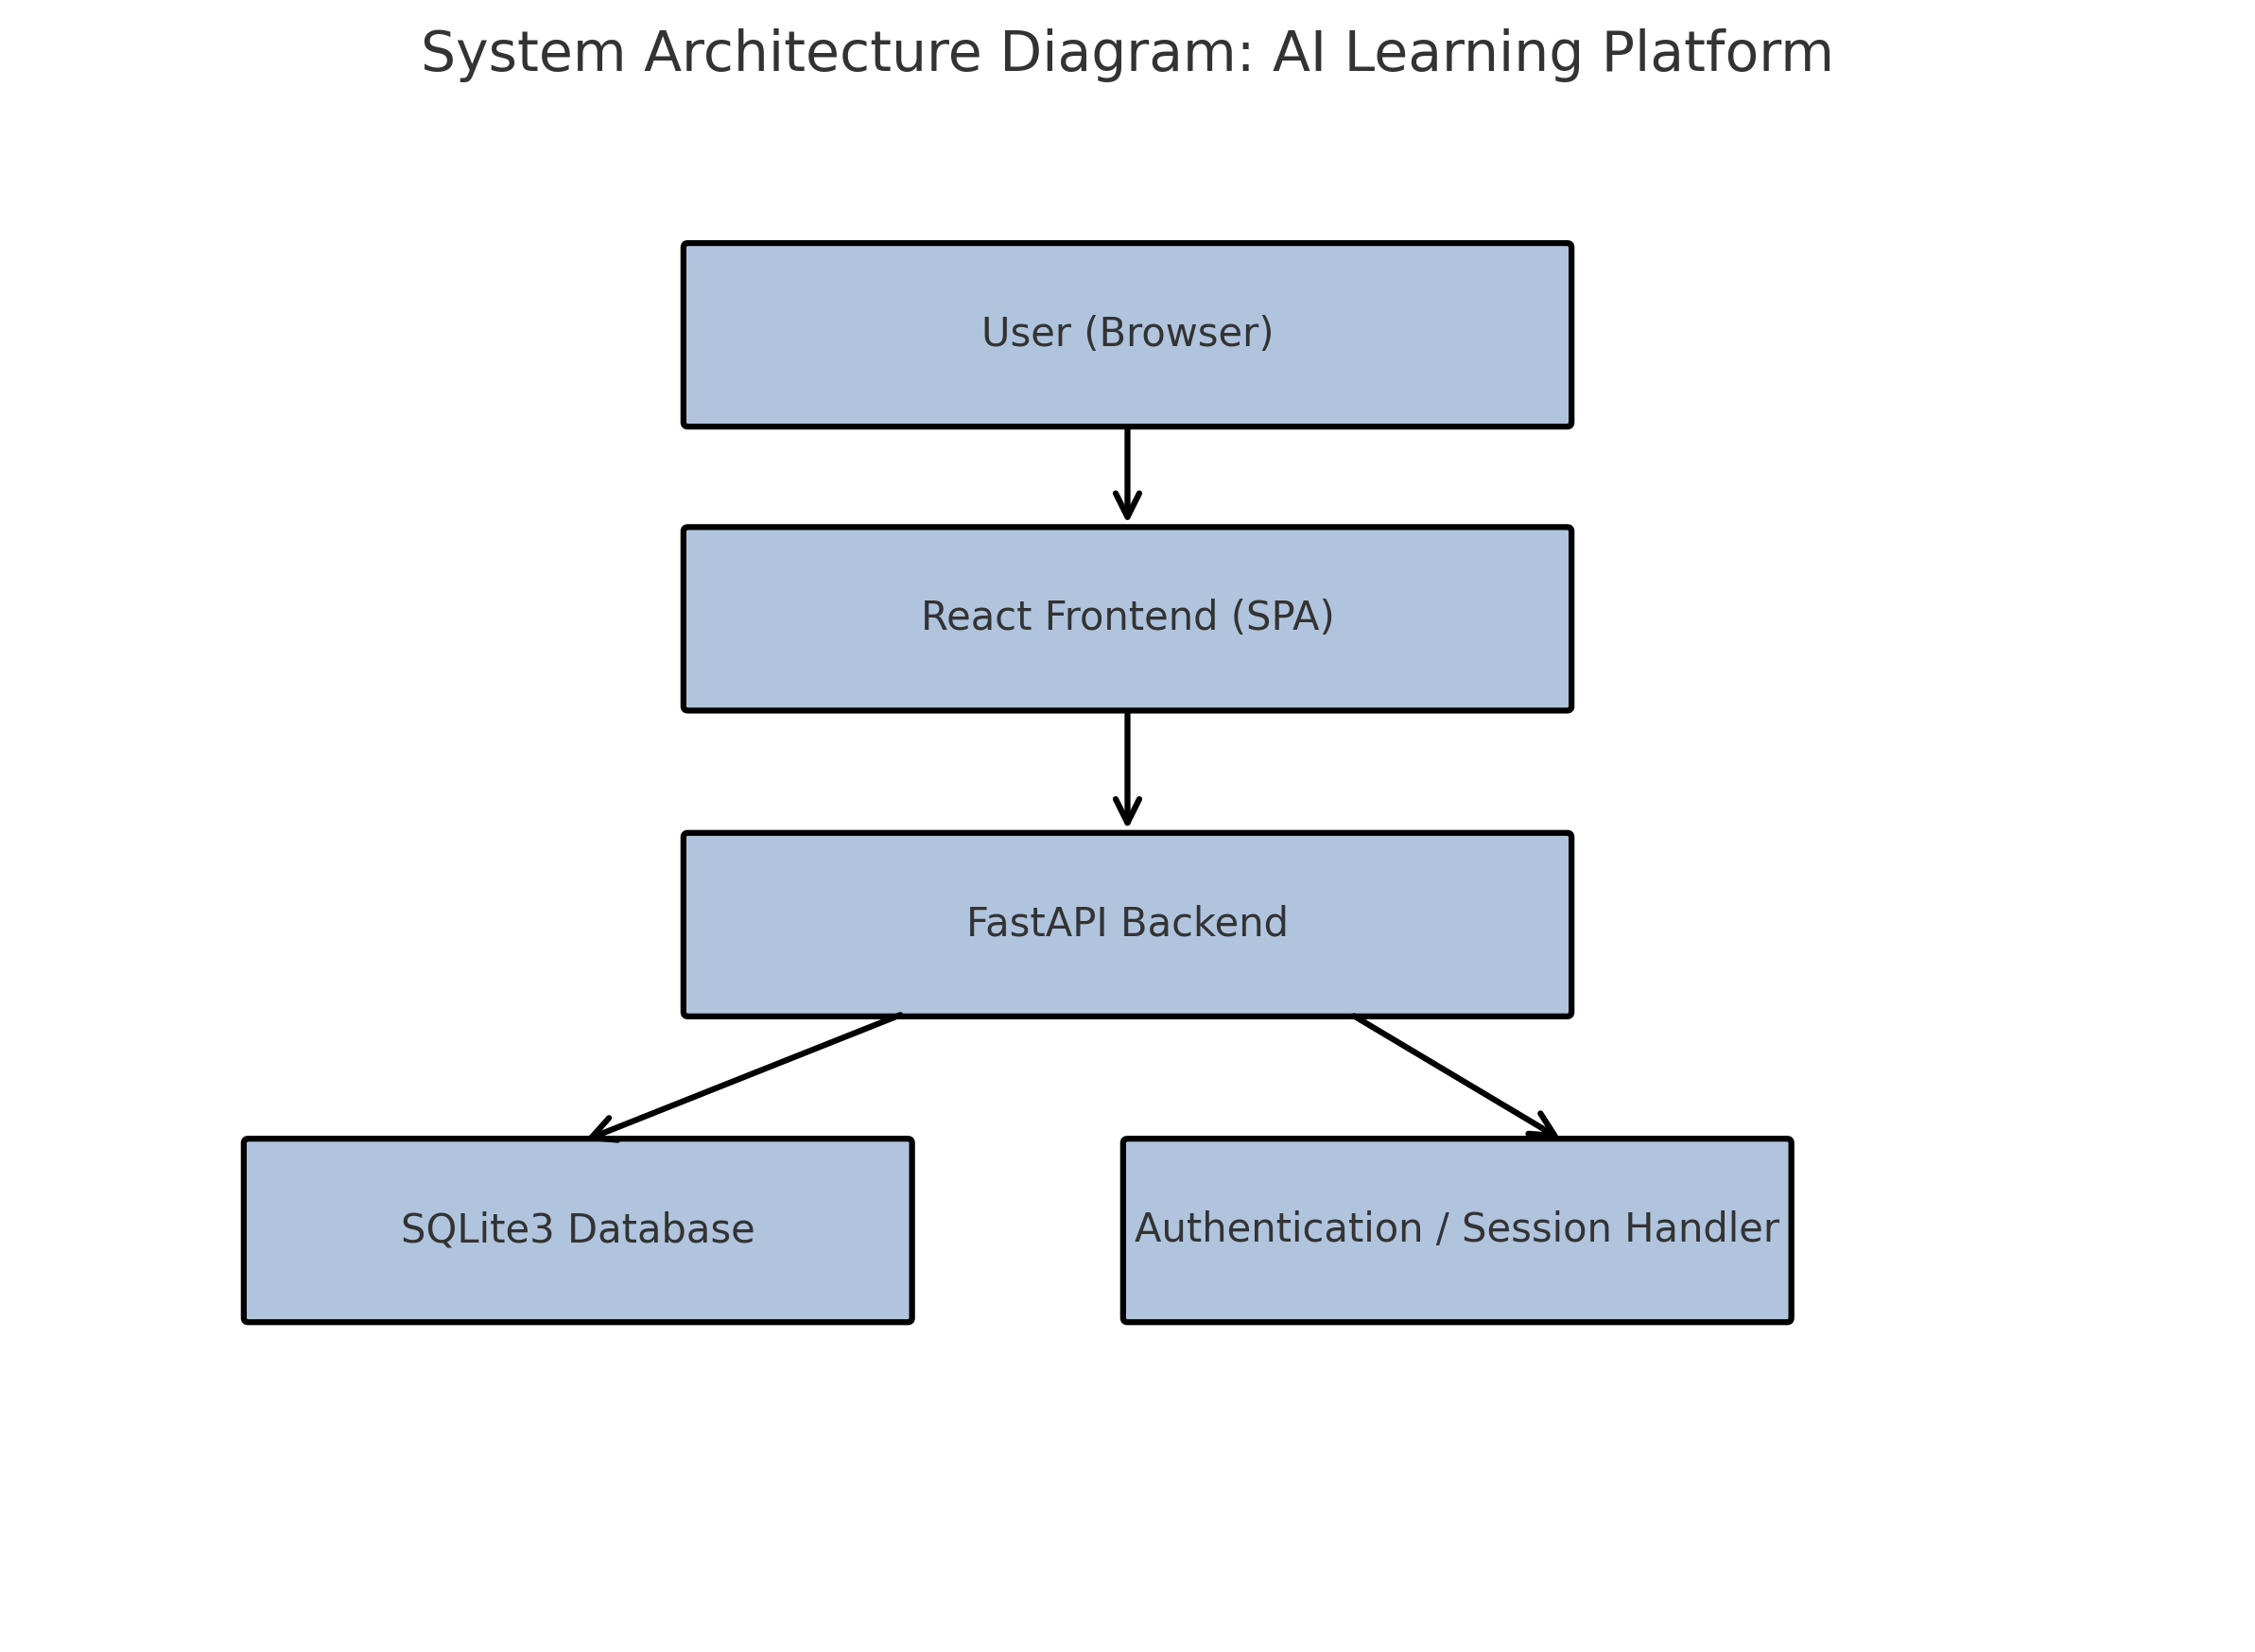 System Architecture Diagram: AI Learning Platform
User (Browser)
React Frontend (SPA)
FastAPI Backend
SQLite3 Database
Authentication / Session Handler